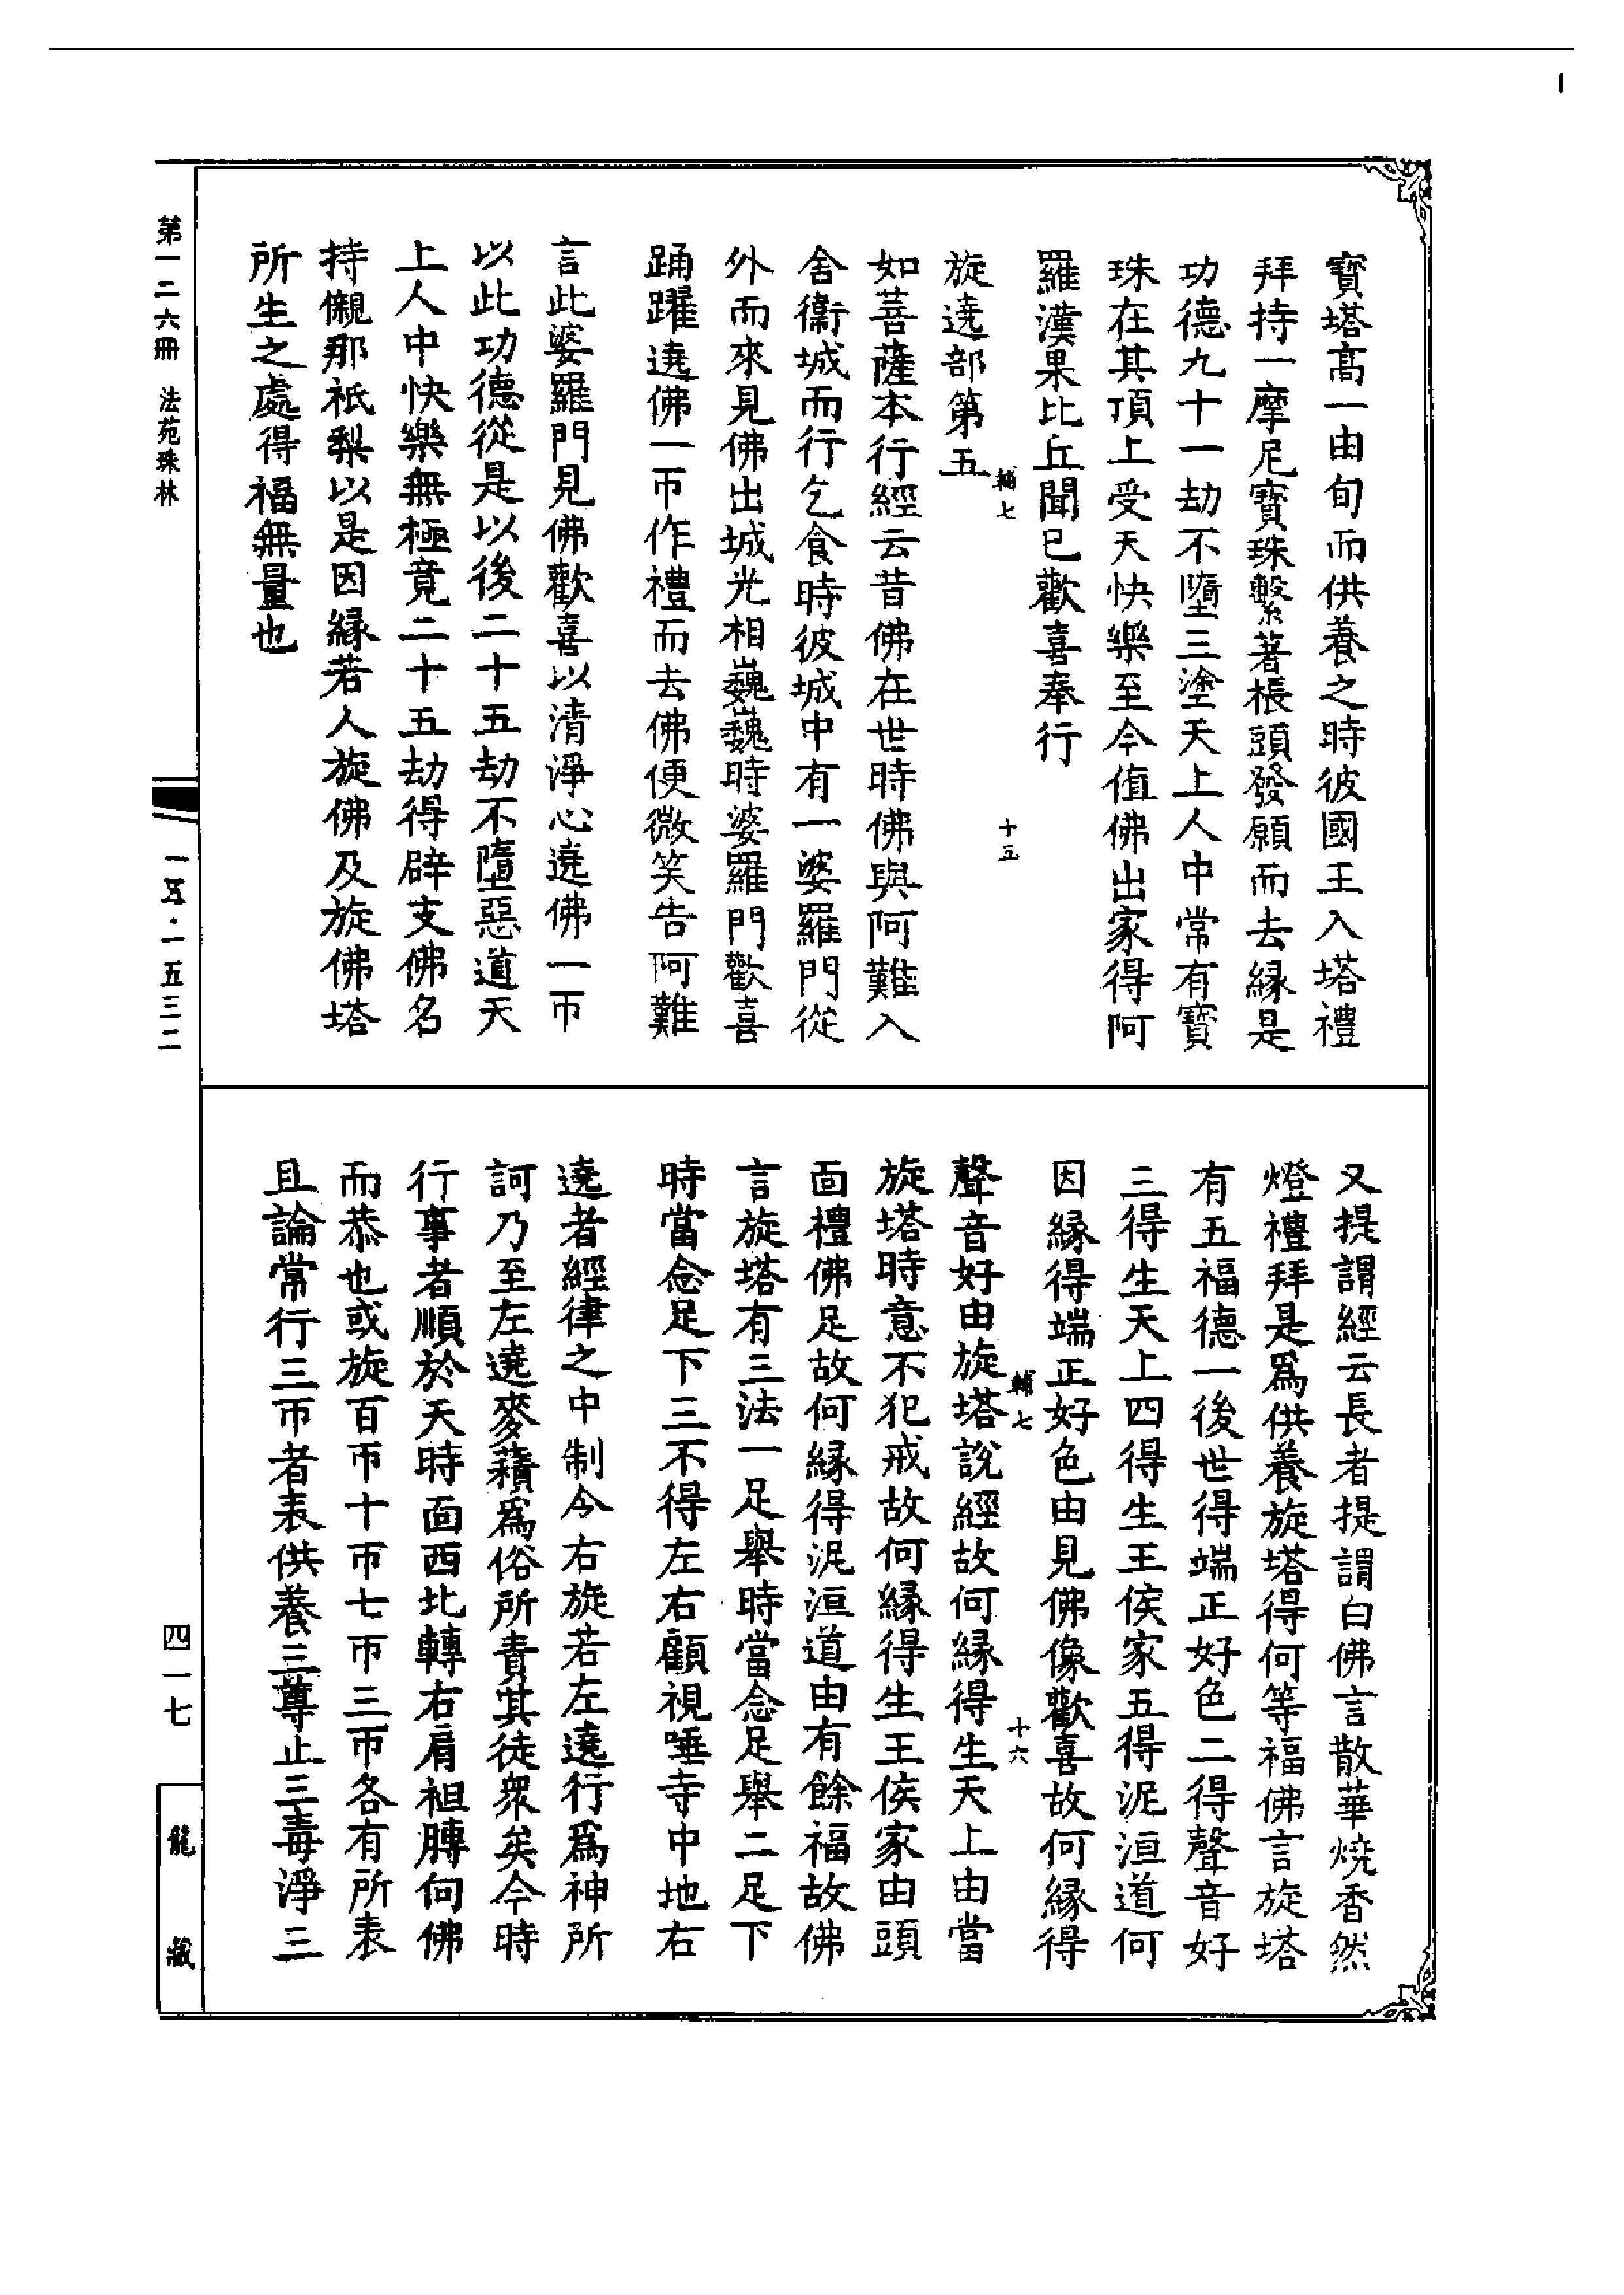 寶塔高一由旬而供養之時彼國王入塔禮
拜持一摩尼寶珠繫著棖頭發願而去緣是
功德九十一劫不墮三塗天上人中常有寶
珠在其頂上受天快樂至今值佛出家得阿
羅漢果比丘聞已歡喜奉行
輔七
十五
旋遶部第五
如菩薩本行經云昔佛在世時佛與阿難入
舍衞城而行乞食時彼城中有一婆羅門從
外而來見佛出城光相巍巍時婆羅門歡喜
踊躍遶佛一帀作禮而去佛便微笑告阿難
言此婆羅門見佛歡喜以清淨心遶佛一帀
以此功德從是以後二十五劫不墮惡道天
上人中快樂無極竟二十五劫得辟支佛名
持儭那祇梨以是因緣若人旋佛及旋佛塔
所生之處得福無量也
又提謂經云長者提謂白佛言散華燒香然
燈禮拜是爲供養旋塔得何等福佛言旋塔
有五福德一後世得端正好色二得聲音好
三得生天上四得生王侯家五得泥洹道何
因緣得端正好色由見佛像歡喜故何緣得
輔七
十六
聲音好由旋塔說經故何緣得生天上由當
旋塔時意不犯戒故何緣得生王侯家由頭
面禮佛足故何緣得泥洹道由有餘福故佛
言旋塔有三法一足舉時當念足舉二足下
時當念足下三不得左右顧視唾寺中地右
遶者經律之中制令右旋若左遶行爲神所
訶乃至左遶麥䅳爲俗所責其徒衆矣今時
行事者順於天時面西北轉右肩袒膊向佛
而恭也或旋百帀十帀七帀三帀各有所表
且論常行三帀者表供養三尊止三毒淨三
第一二六冊 法苑珠林
一五·一五三二
四一七
龍藏
1